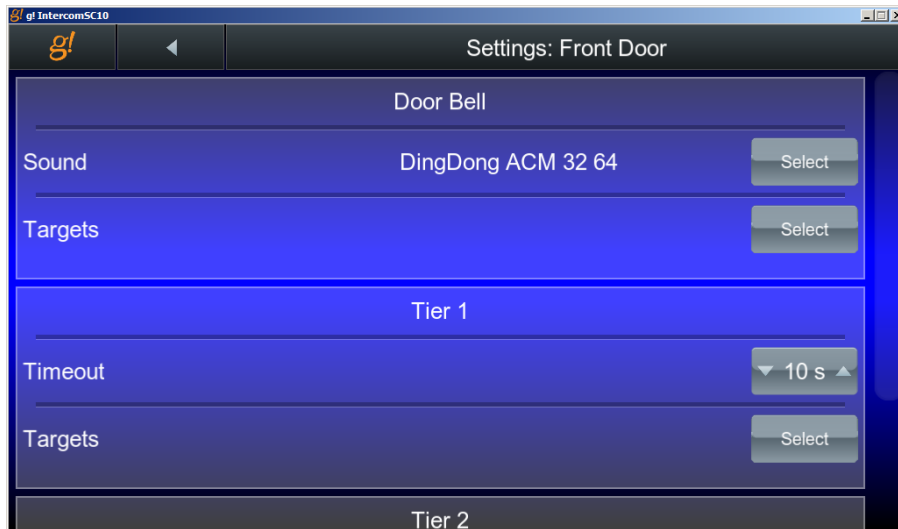 g! g! IntercomSC10
g! Settings: Front Door
Door Bell
Sound DingDong ACM 32 64 Select
Targets Select
Tier 1
Timeout 10 s
Targets Select
Tier 2